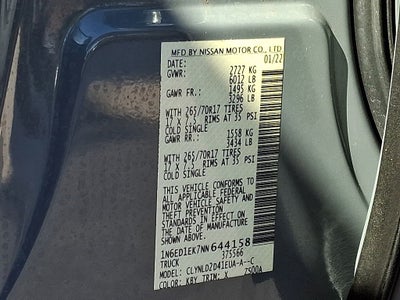 MFD BY NISSAN MOTOR CO., LTD
DATE: 01/22
GVWR: 2727 KG
6012 LB
GAWR FR.: 1495 KG
3296 LB
WITH 265/70R17 TIRES
17 X 7.5 RIMS AT 35 PSI
COLD SINGLE
GAWR RR.: 1558 KG
3434 LB
WITH 265/70R17 TIRES
17 X 7.5 RIMS AT 35 PSI
COLD SINGLE
THIS VEHICLE CONFORMS TO
ALL APPLICABLE FEDERAL
MOTOR VEHICLE SAFETY AND
THEFT PREVENTION
STANDARDS IN EFFECT ON THE
DATE OF MANUFACTURE
SHOWN ABOVE.
1N6ED1EK7NN644158
TRUCK 375566
MODEL: CLYNLD2D41EUA-A--C
COLOR: KEY TRIM: X 7500A